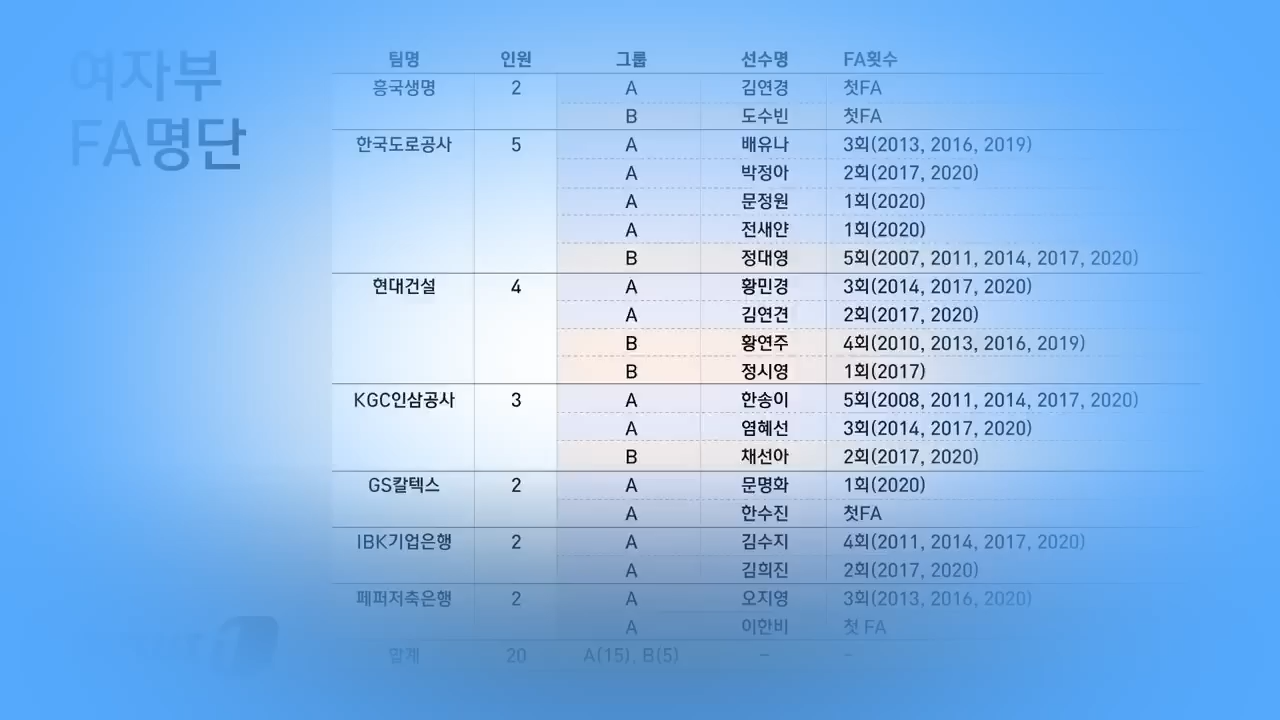 여자부
FA명단
팀명 인원 그룹 선수명 FA횟수
흥국생명 2 A 김연경 첫FA
B 도수빈 첫FA
한국도로공사 5 A 배유나 3회(2013, 2016, 2019)
A 박정아 2회(2017, 2020)
A 문정원 1회(2020)
A 전새얀 1회(2020)
B 정대영 5회(2007, 2011, 2014, 2017, 2020)
현대건설 4 A 황민경 3회(2014, 2017, 2020)
A 김연견 2회(2017, 2020)
B 황연주 4회(2010, 2013, 2016, 2019)
B 정시영 1회(2017)
KGC인삼공사 3 A 한송이 5회(2008, 2011, 2014, 2017, 2020)
A 염혜선 3회(2014, 2017, 2020)
B 채선아 2회(2017, 2020)
GS칼텍스 2 A 문명화 1회(2020)
A 한수진 첫FA
IBK기업은행 2 A 김수지 4회(2011, 2014, 2017, 2020)
A 김희진 2회(2017, 2020)
페퍼저축은행 2 A 오지영 3회(2013, 2016, 2020)
A 이한비 첫 FA
합계 20 A(15), B(5) - -